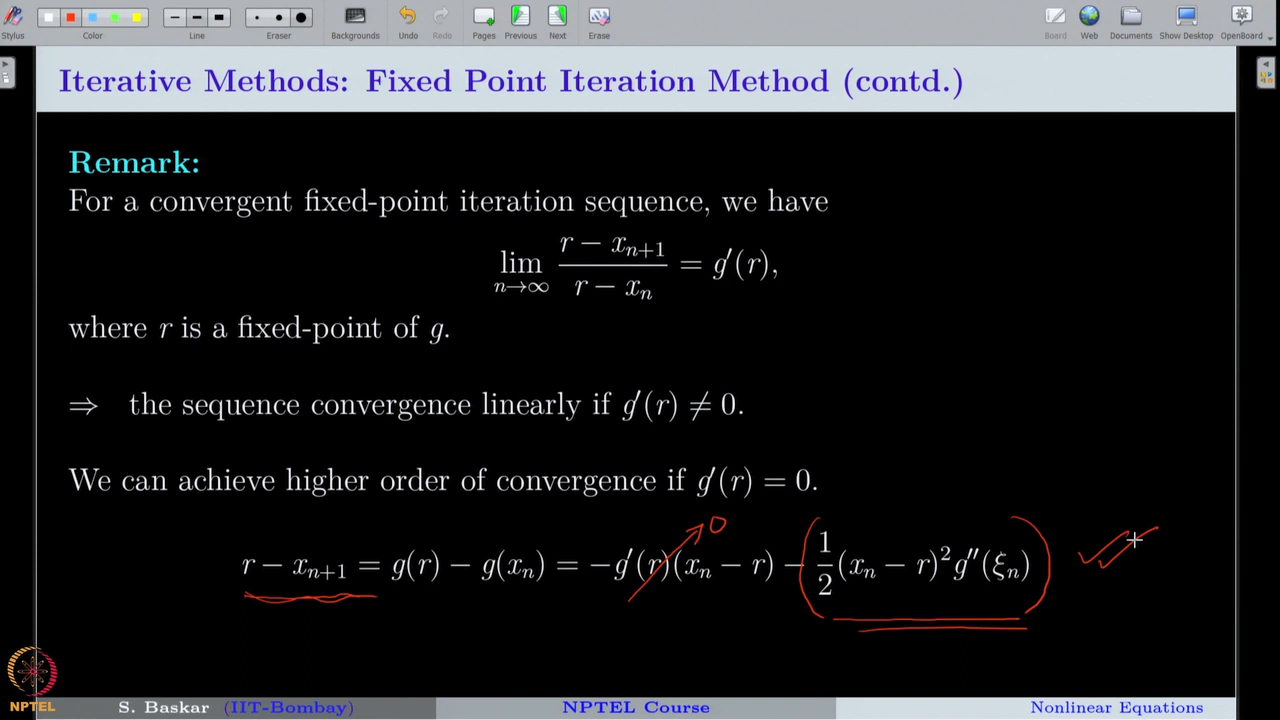 Stylus Color Line Eraser Backgrounds Undo Redo Pages Previous Next Erase Board Web Documents Show Desktop OpenBoard
Iterative Methods: Fixed Point Iteration Method (contd.)
Remark:
For a convergent fixed-point iteration sequence, we have
lim_{n→∞} (r − x_{n+1})/(r − x_n) = g′(r),
where r is a fixed-point of g.
⇒ the sequence convergence linearly if g′(r) ≠ 0.
We can achieve higher order of convergence if g′(r) = 0.
0
r − x_{n+1} = g(r) − g(x_n) = −g′(r)(x_n − r) − 1/2 (x_n − r)² g″(ξ_n)
NPTEL
S. Baskar (IIT-Bombay) NPTEL Course Nonlinear Equations